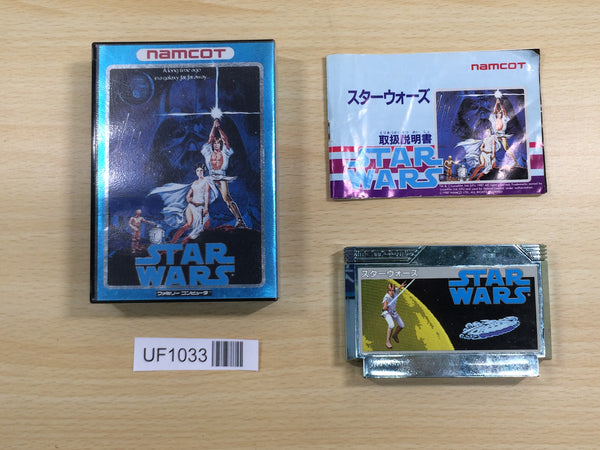 namcoT
A long time ago
in a galaxy far, far away...
STAR
WARS
ファミリー コンピュータ
UF1033
namcoT
スターウォーズ
取扱説明書
STAR
WARS
スターウォーズ
STAR
WARS